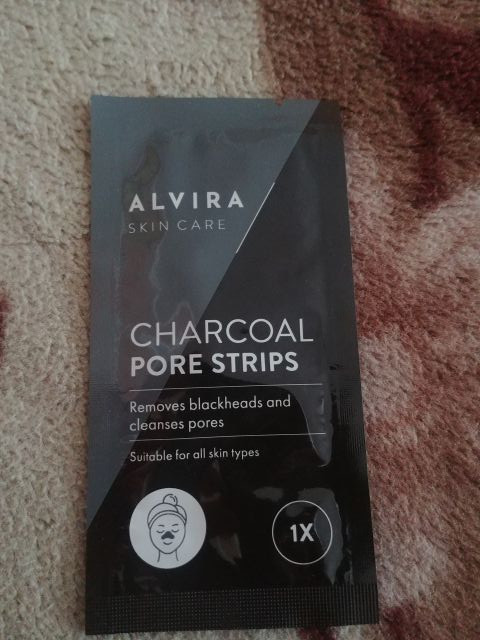 ALVIRA
SKIN CARE
CHARCOAL
PORE STRIPS
Removes blackheads and
cleanses pores
Suitable for all skin types
1X